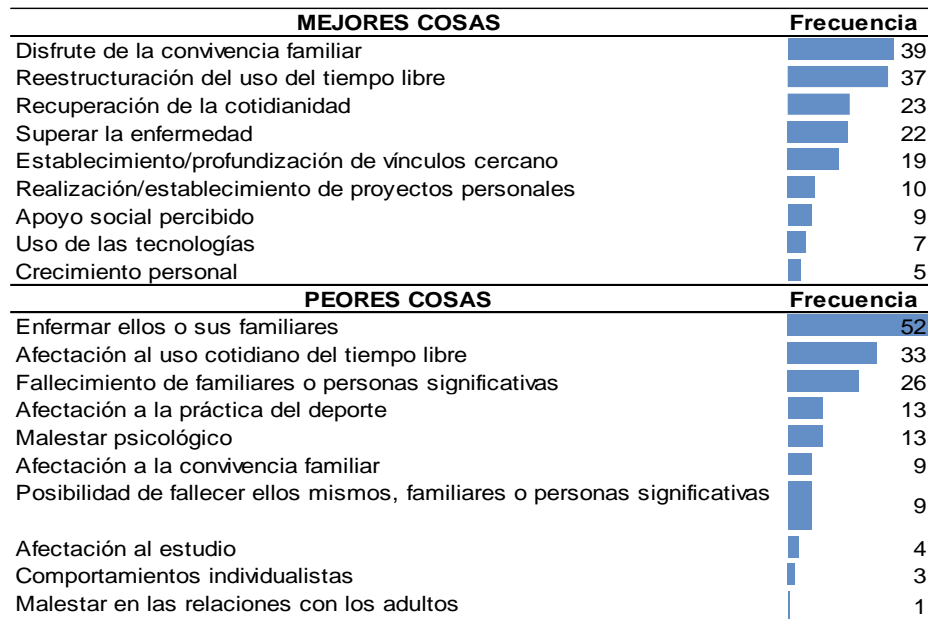 MEJORES COSAS Frecuencia
Disfrute de la convivencia familiar 39
Reestructuración del uso del tiempo libre 37
Recuperación de la cotidianidad 23
Superar la enfermedad 22
Establecimiento/profundización de vínculos cercano 19
Realización/establecimiento de proyectos personales 10
Apoyo social percibido 9
Uso de las tecnologías 7
Crecimiento personal 5
PEORES COSAS Frecuencia
Enfermar ellos o sus familiares 52
Afectación al uso cotidiano del tiempo libre 33
Fallecimiento de familiares o personas significativas 26
Afectación a la práctica del deporte 13
Malestar psicológico 13
Afectación a la convivencia familiar 9
Posibilidad de fallecer ellos mismos, familiares o personas significativas 9
Afectación al estudio 4
Comportamientos individualistas 3
Malestar en las relaciones con los adultos 1